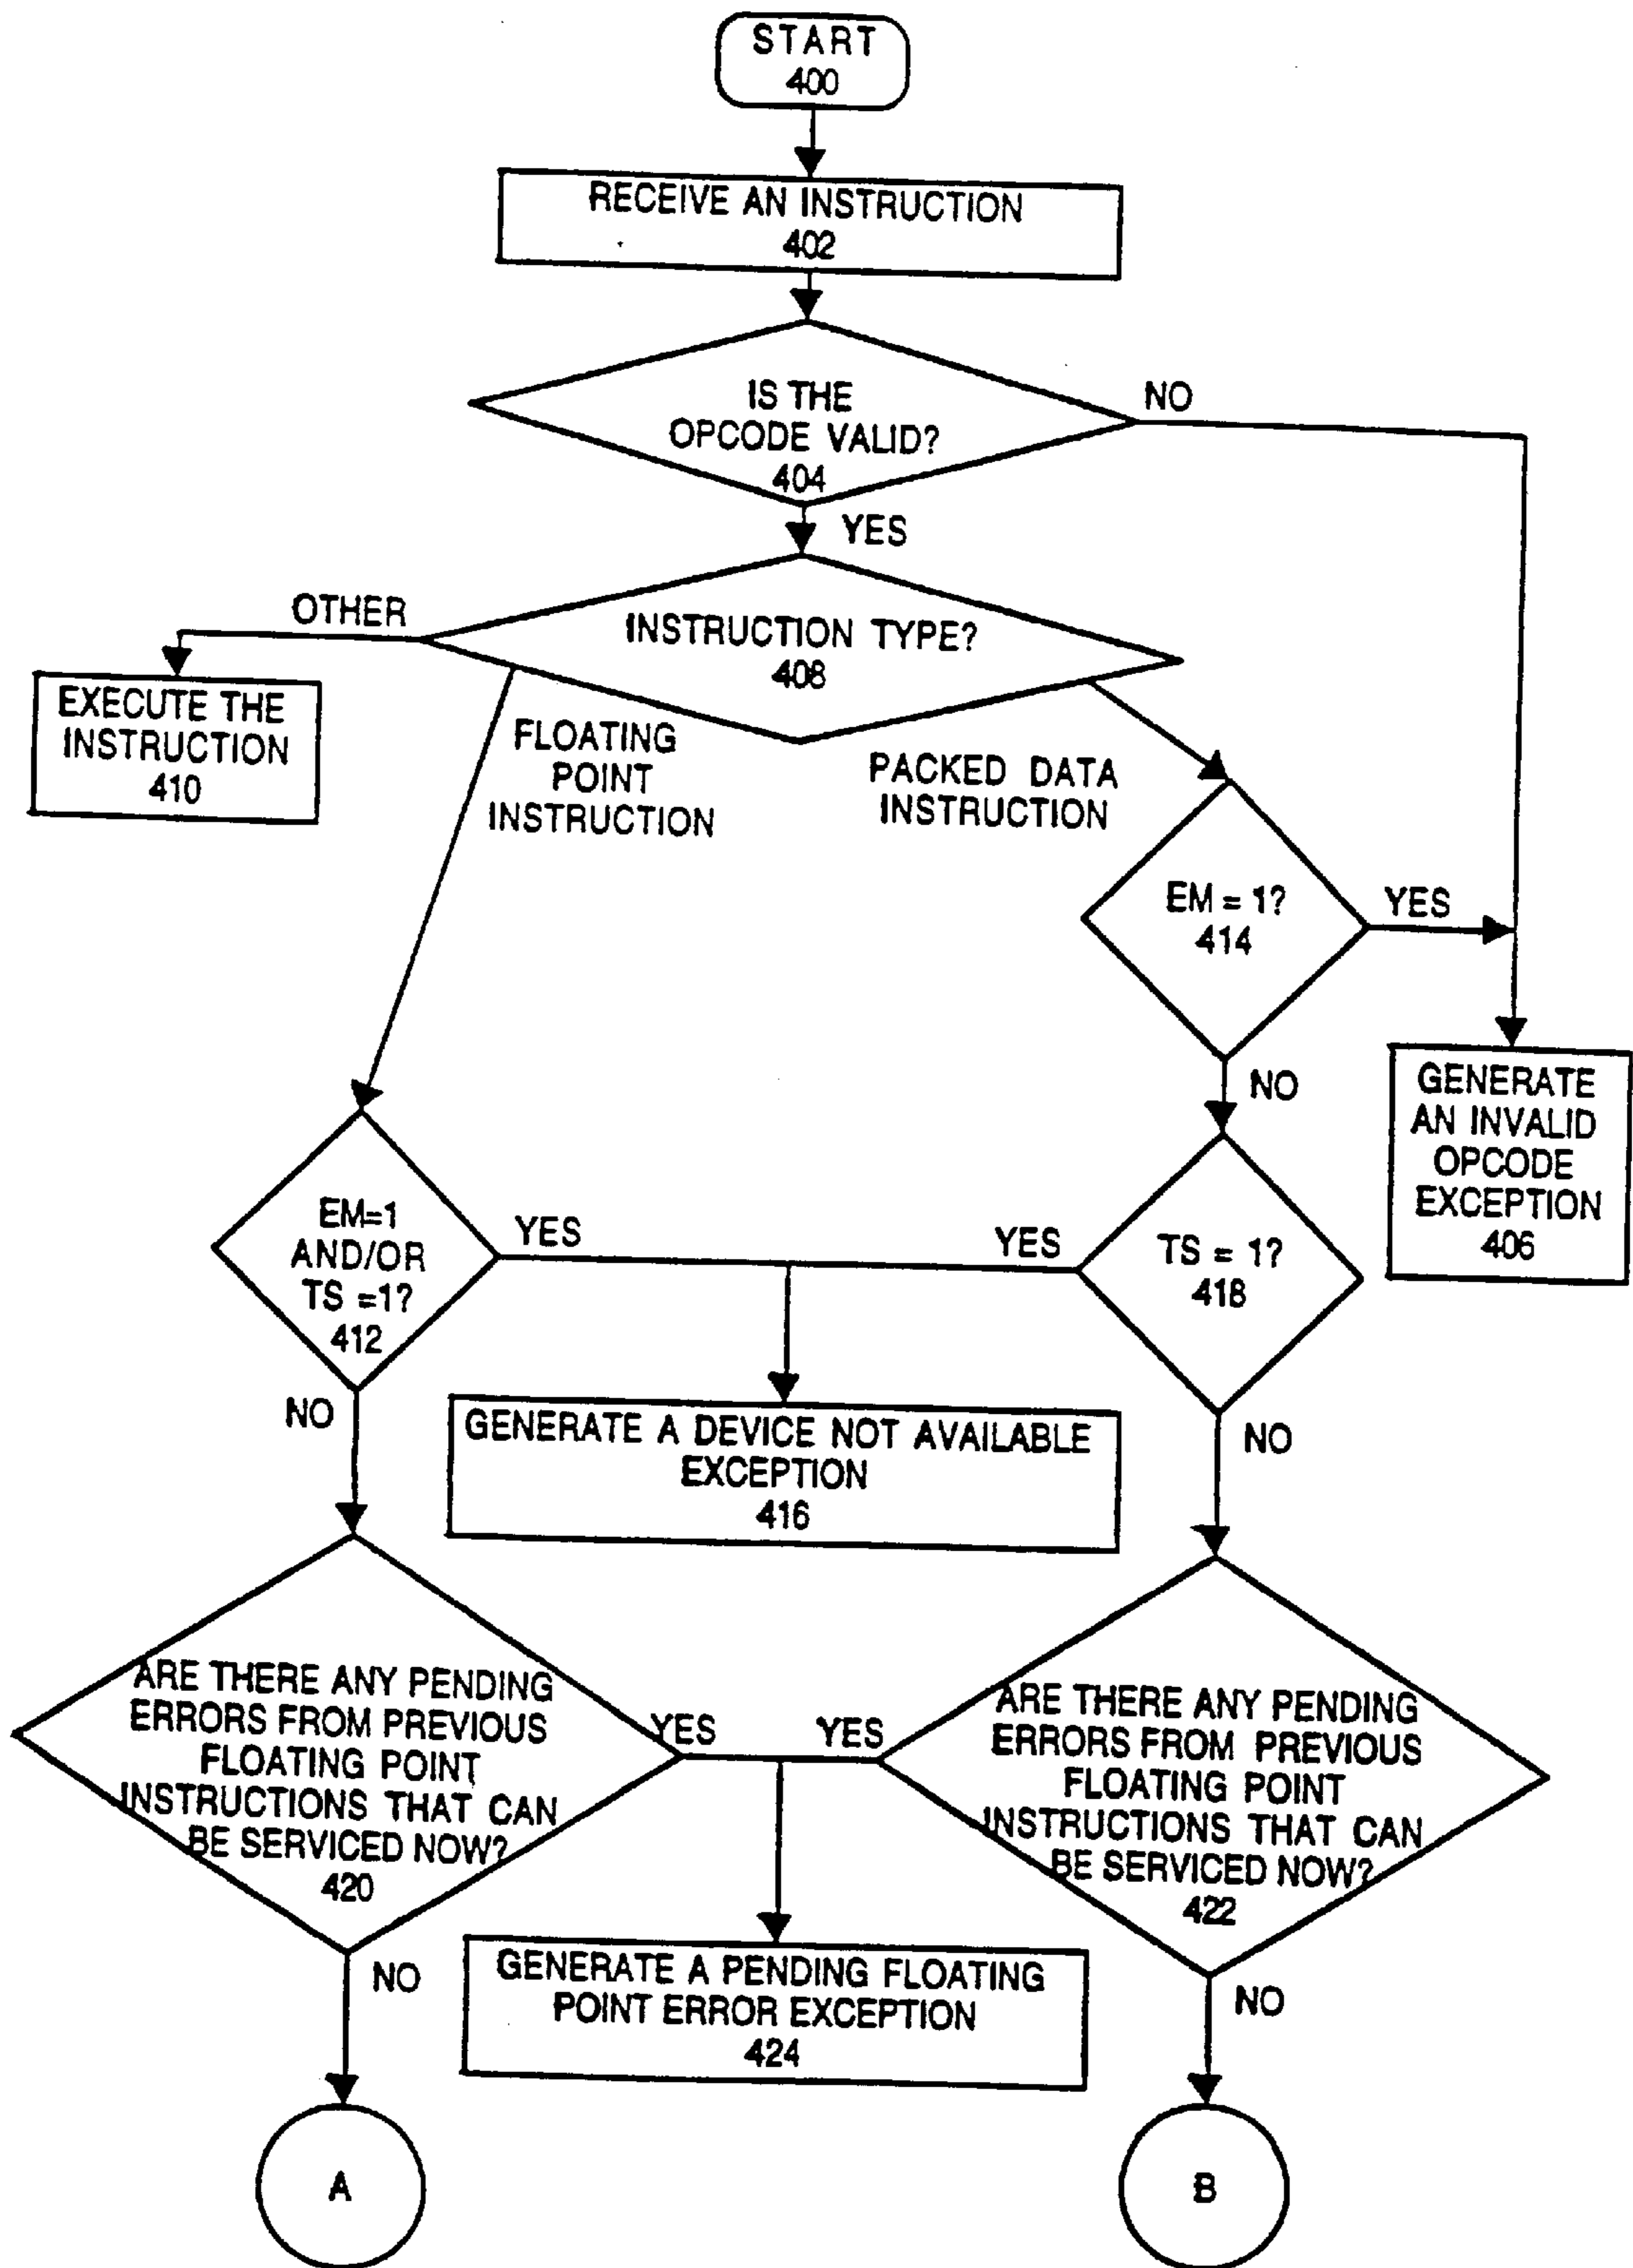 START
400
RECEIVE AN INSTRUCTION
402
IS THE
OPCODE VALID?
404
NO
YES
INSTRUCTION TYPE?
408
OTHER
EXECUTE THE
INSTRUCTION
410
FLOATING
POINT
INSTRUCTION
PACKED DATA
INSTRUCTION
EM = 1?
414
YES
NO
GENERATE
AN INVALID
OPCODE
EXCEPTION
406
EM=1
AND/OR
TS =1?
412
YES
YES
TS = 1?
418
NO
GENERATE A DEVICE NOT AVAILABLE
EXCEPTION
416
NO
ARE THERE ANY PENDING
ERRORS FROM PREVIOUS
FLOATING POINT
INSTRUCTIONS THAT CAN
BE SERVICED NOW?
420
YES
YES
ARE THERE ANY PENDING
ERRORS FROM PREVIOUS
FLOATING POINT
INSTRUCTIONS THAT CAN
BE SERVICED NOW?
422
NO
GENERATE A PENDING FLOATING
POINT ERROR EXCEPTION
424
NO
A
B